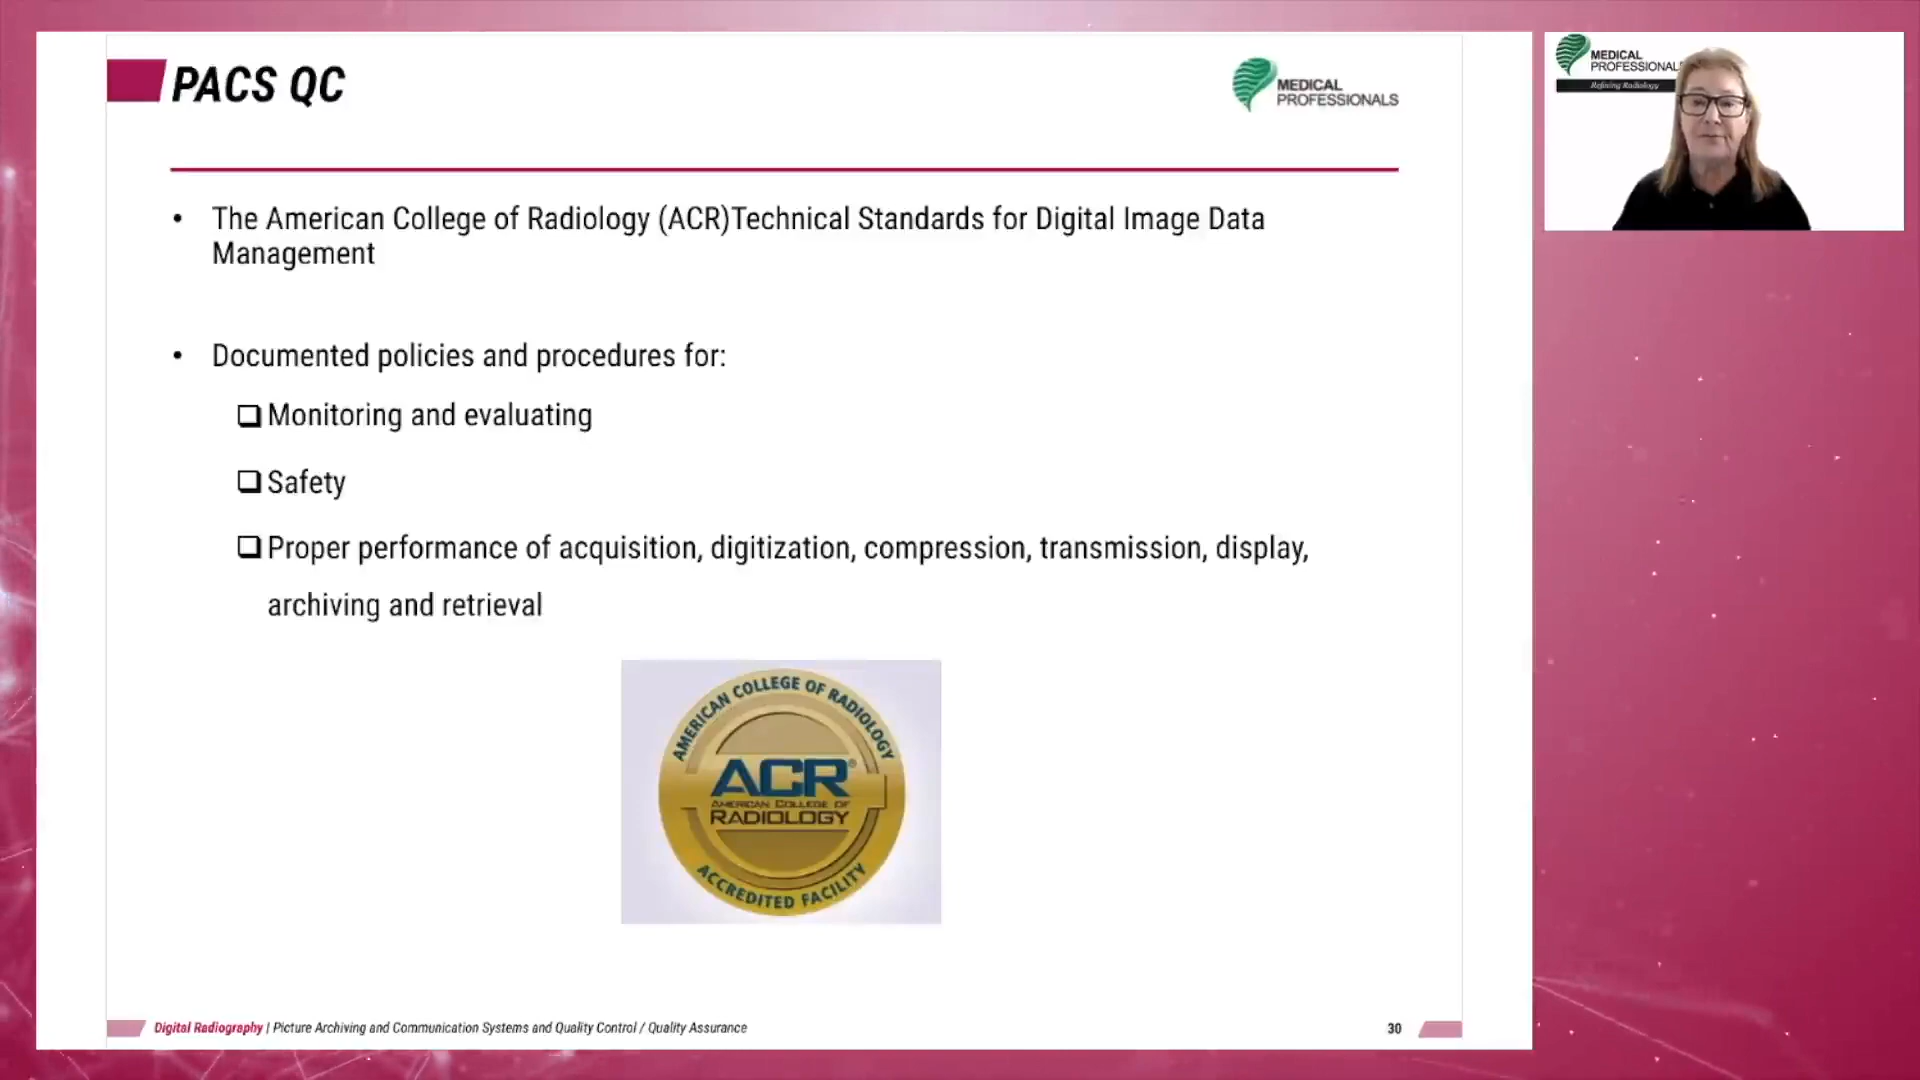 PACS QC
MEDICAL
PROFESSIONALS
• The American College of Radiology (ACR)Technical Standards for Digital Image Data
Management
• Documented policies and procedures for:
❑ Monitoring and evaluating
❑ Safety
❑ Proper performance of acquisition, digitization, compression, transmission, display,
archiving and retrieval
AMERICAN COLLEGE OF RADIOLOGY
ACR®
AMERICAN COLLEGE OF
RADIOLOGY
ACCREDITED FACILITY
Digital Radiography | Picture Archiving and Communication Systems and Quality Control / Quality Assurance
30
MEDICAL
PROFESSIONAL
Refining Radiology